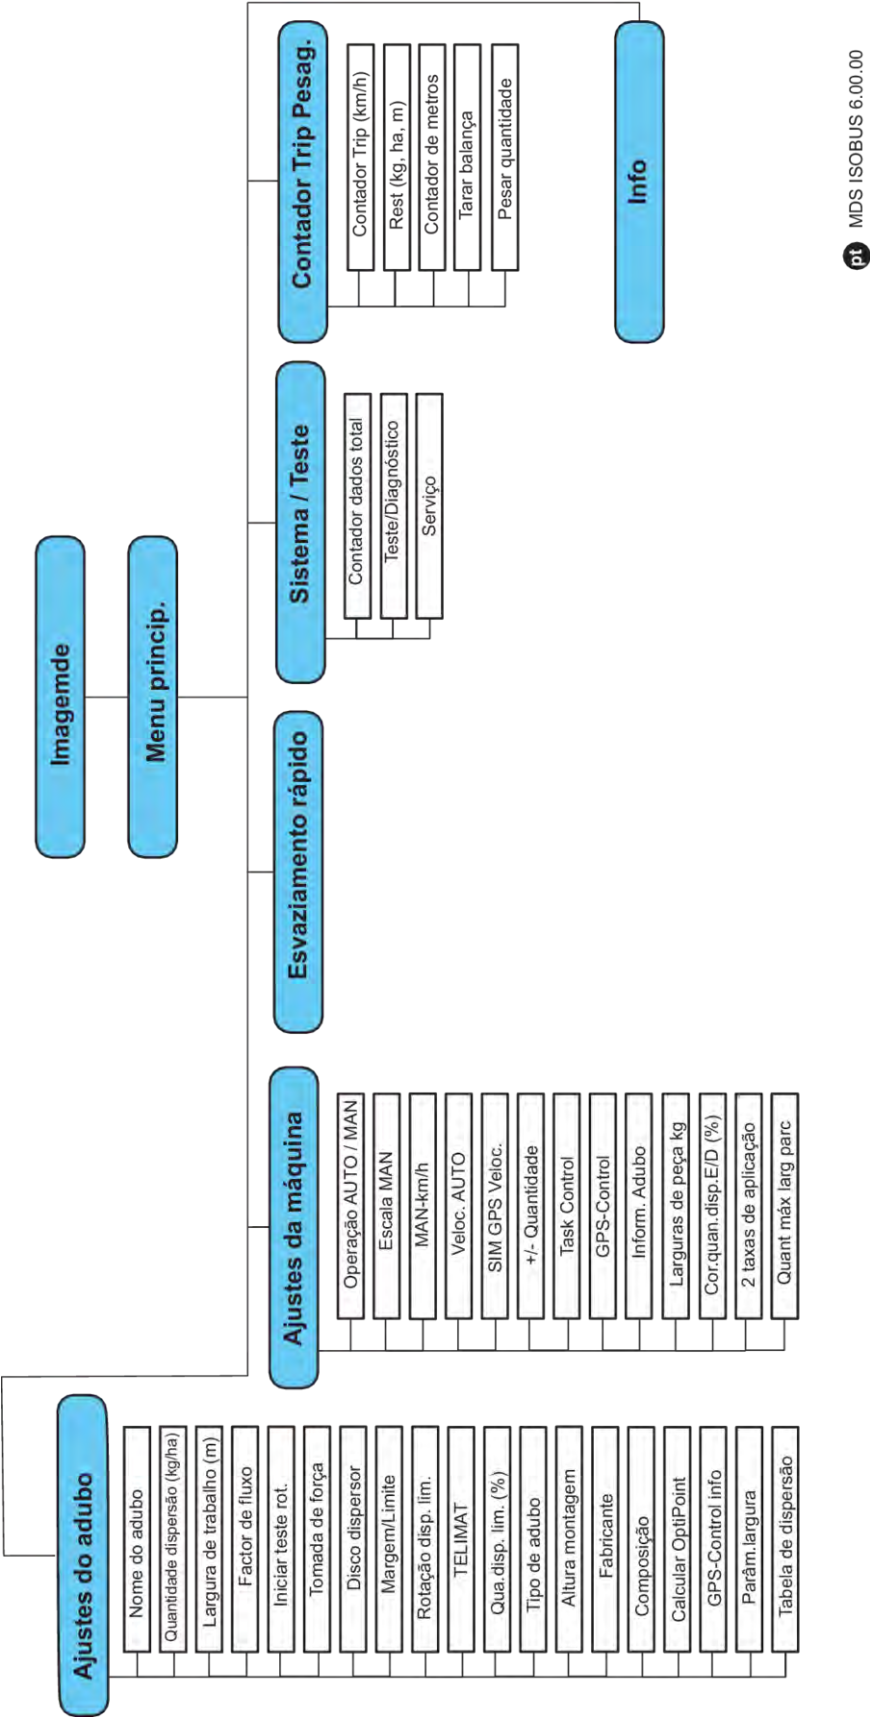 Imagemde
Menu princip.
Ajustes do adubo
Nome do adubo
Quantidade dispersão (kg/ha)
Largura de trabalho (m)
Factor de fluxo
Iniciar teste rot.
Tomada de força
Disco dispersor
Margem/Limite
Rotação disp. lim.
TELIMAT
Qua.disp. lim. (%)
Tipo de adubo
Altura montagem
Fabricante
Composição
Calcular OptiPoint
GPS-Control info
Parâm.largura
Tabela de dispersão
Ajustes da máquina
Operação AUTO / MAN
Escala MAN
MAN-km/h
Veloc. AUTO
SIM GPS Veloc.
+/- Quantidade
Task Control
GPS-Control
Inform. Adubo
Larguras de peça kg
Cor.quan.disp.E/D (%)
2 taxas de aplicação
Quant máx larg parc
Esvaziamento rápido
Sistema / Teste
Contador dados total
Teste/Diagnóstico
Serviço
Contador Trip Pesag.
Contador Trip (km/h)
Rest (kg, ha, m)
Contador de metros
Tarar balança
Pesar quantidade
Info
pt MDS ISOBUS 6.00.00